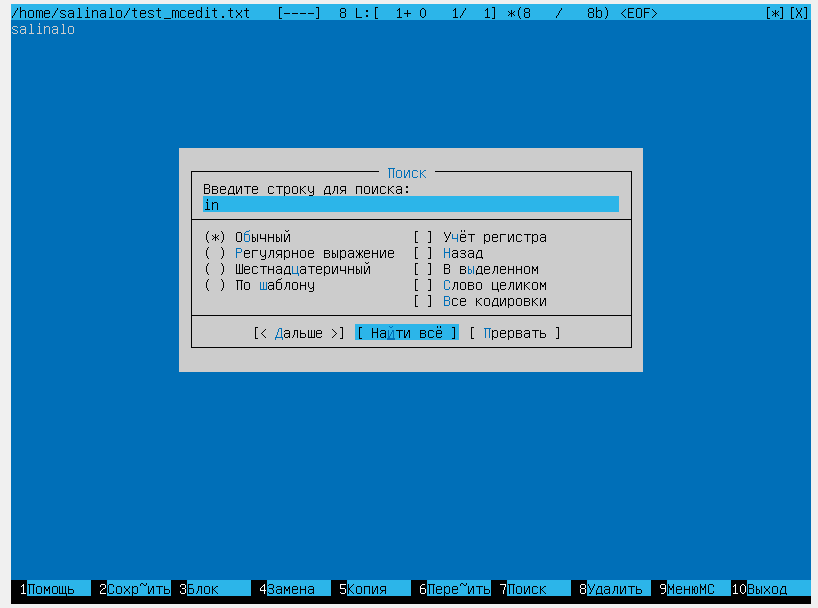 /home/salinalo/test_mcedit.txt [----] 8 L:[ 1+ 0 1/ 1] *(8 / 8b) <EOF> [*][X]
salinalo
Поиск
Введите строку для поиска:
in
(*) Обычный [ ] Учёт регистра
( ) Регулярное выражение [ ] Назад
( ) Шестнадцатеричный [ ] В выделенном
( ) По шаблону [ ] Слово целиком
[ ] Все кодировки
[< Дальше >] [ Найти всё ] [ Прервать ]
1Помощь 2Сохр~ить 3Блок 4Замена 5Копия 6Пере~ить 7Поиск 8Удалить 9МенюMC 10Выход